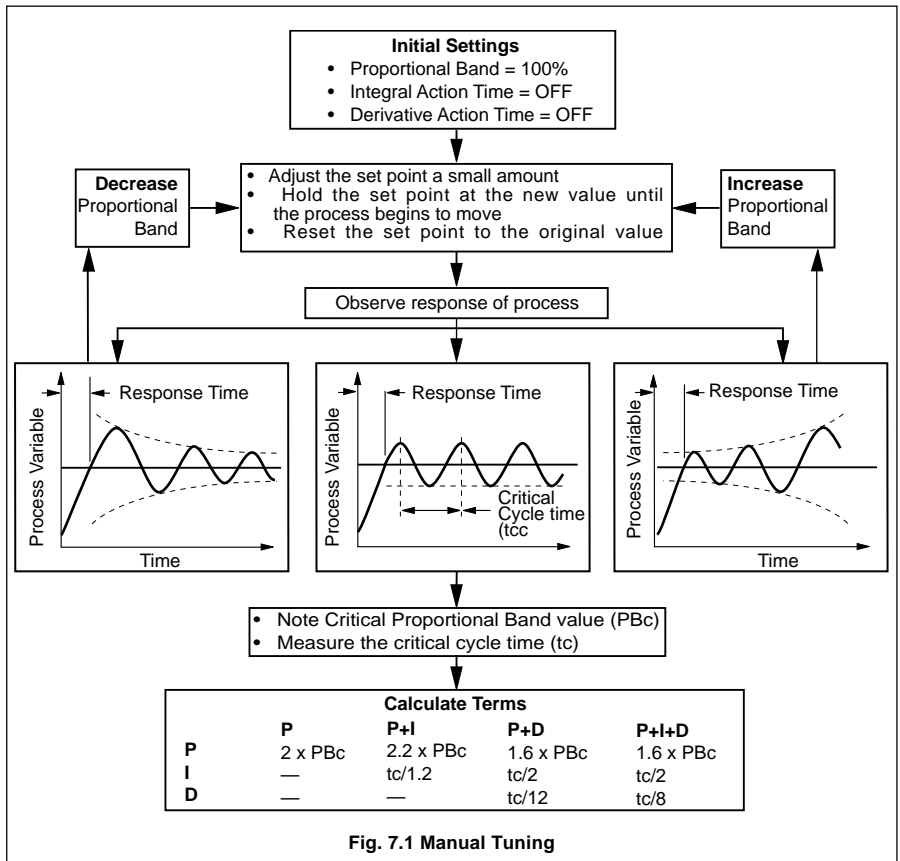 Initial Settings
• Proportional Band = 100%
• Integral Action Time = OFF
• Derivative Action Time = OFF
Decrease
Proportional
Band
• Adjust the set point a small amount
• Hold the set point at the new value until
the process begins to move
• Reset the set point to the original value
Increase
Proportional
Band
Observe response of process
Response Time
Process Variable
Time
Response Time
Process Variable
Critical
Cycle time
(tcc
Time
Response Time
Process Variable
Time
• Note Critical Proportional Band value (PBc)
• Measure the critical cycle time (tc)
Calculate Terms
P P+I P+D P+I+D
P 2 x PBc 2.2 x PBc 1.6 x PBc 1.6 x PBc
I — tc/1.2 tc/2 tc/2
D — — tc/12 tc/8
Fig. 7.1 Manual Tuning